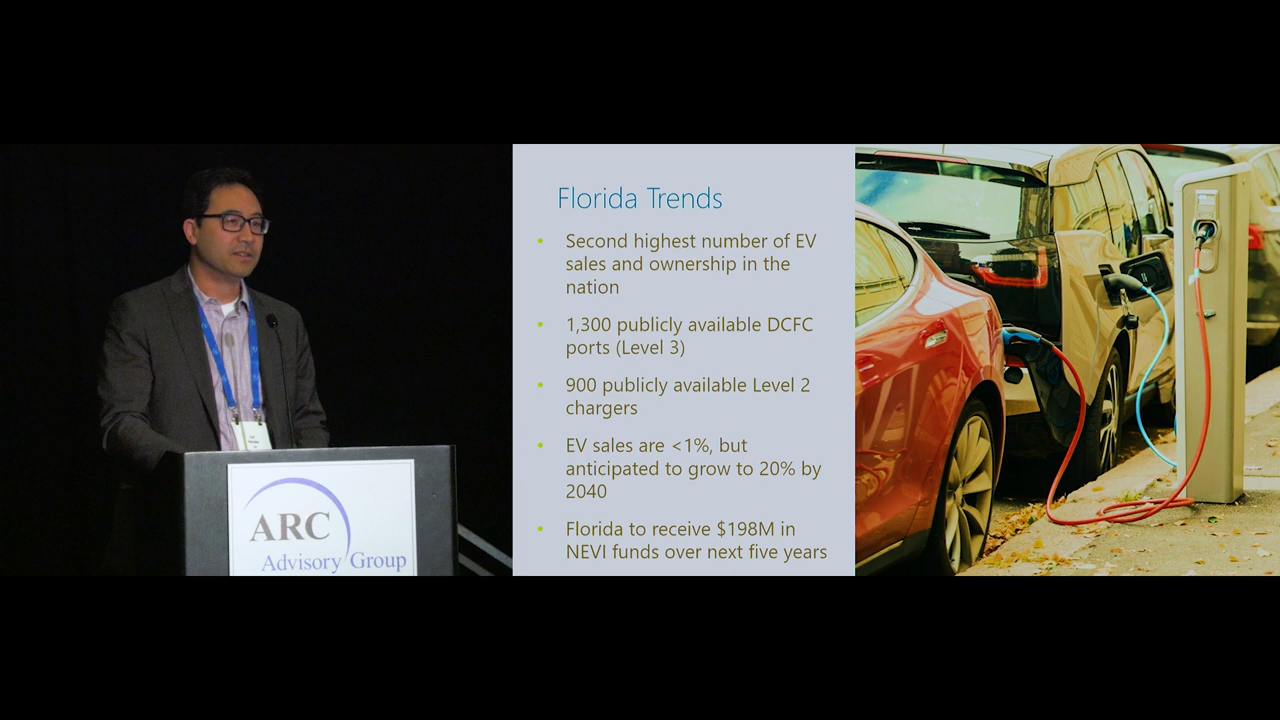 ARC
Advisory Group
Florida Trends
• Second highest number of EV
sales and ownership in the
nation
• 1,300 publicly available DCFC
ports (Level 3)
• 900 publicly available Level 2
chargers
• EV sales are <1%, but
anticipated to grow to 20% by
2040
• Florida to receive $198M in
NEVI funds over next five years